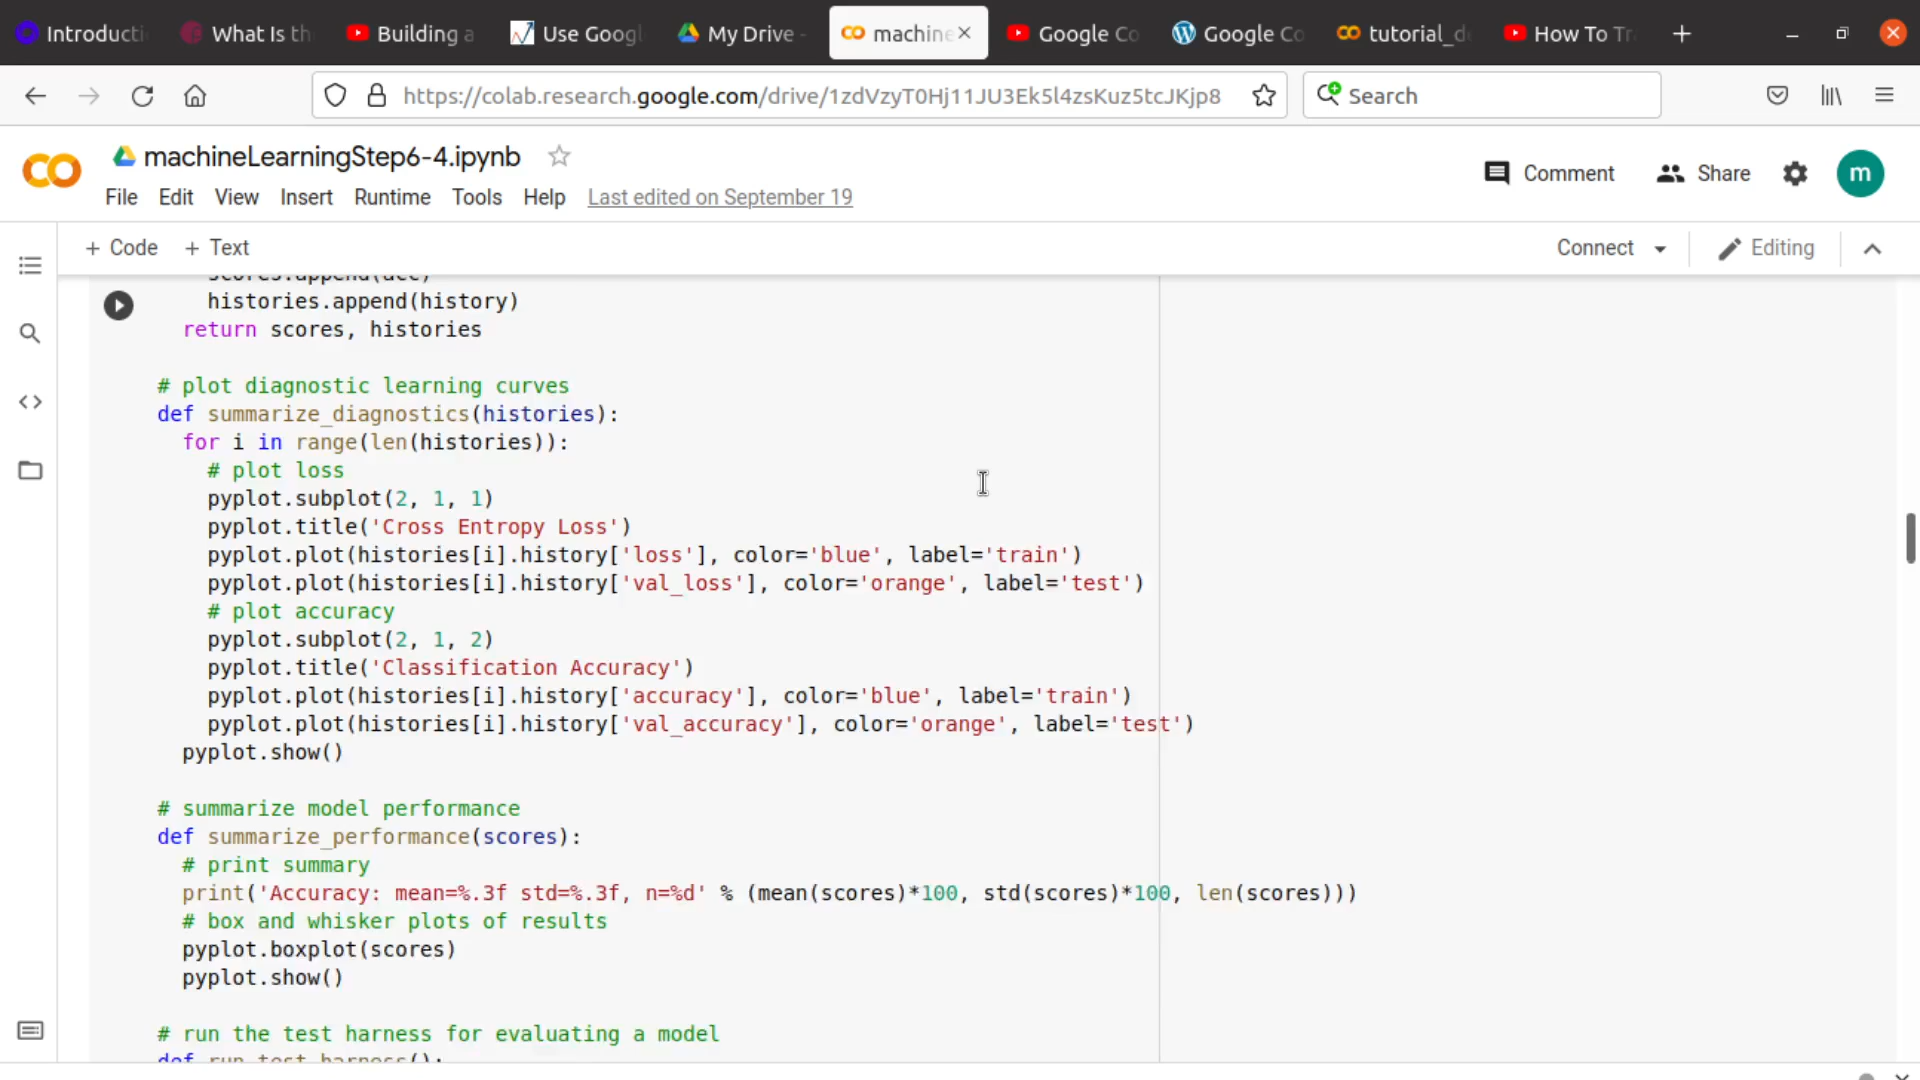 Introducti
What Is th
Building a
Use Googl
My Drive -
machine
Google Co
Google Co
tutorial_d
How To Tr
https://colab.research.google.com/drive/1zdVzyT0Hj11JU3Ek5l4zsKuz5tcJKjp8
Search
machineLearningStep6-4.ipynb
Comment
Share
m
File Edit View Insert Runtime Tools Help Last edited on September 19
+ Code + Text
Connect
Editing
scores.append(acc)
histories.append(history)
return scores, histories
# plot diagnostic learning curves
def summarize_diagnostics(histories):
for i in range(len(histories)):
# plot loss
pyplot.subplot(2, 1, 1)
pyplot.title('Cross Entropy Loss')
pyplot.plot(histories[i].history['loss'], color='blue', label='train')
pyplot.plot(histories[i].history['val_loss'], color='orange', label='test')
# plot accuracy
pyplot.subplot(2, 1, 2)
pyplot.title('Classification Accuracy')
pyplot.plot(histories[i].history['accuracy'], color='blue', label='train')
pyplot.plot(histories[i].history['val_accuracy'], color='orange', label='test')
pyplot.show()
# summarize model performance
def summarize_performance(scores):
# print summary
print('Accuracy: mean=%.3f std=%.3f, n=%d' % (mean(scores)*100, std(scores)*100, len(scores)))
# box and whisker plots of results
pyplot.boxplot(scores)
pyplot.show()
# run the test harness for evaluating a model
def run_test_harness():